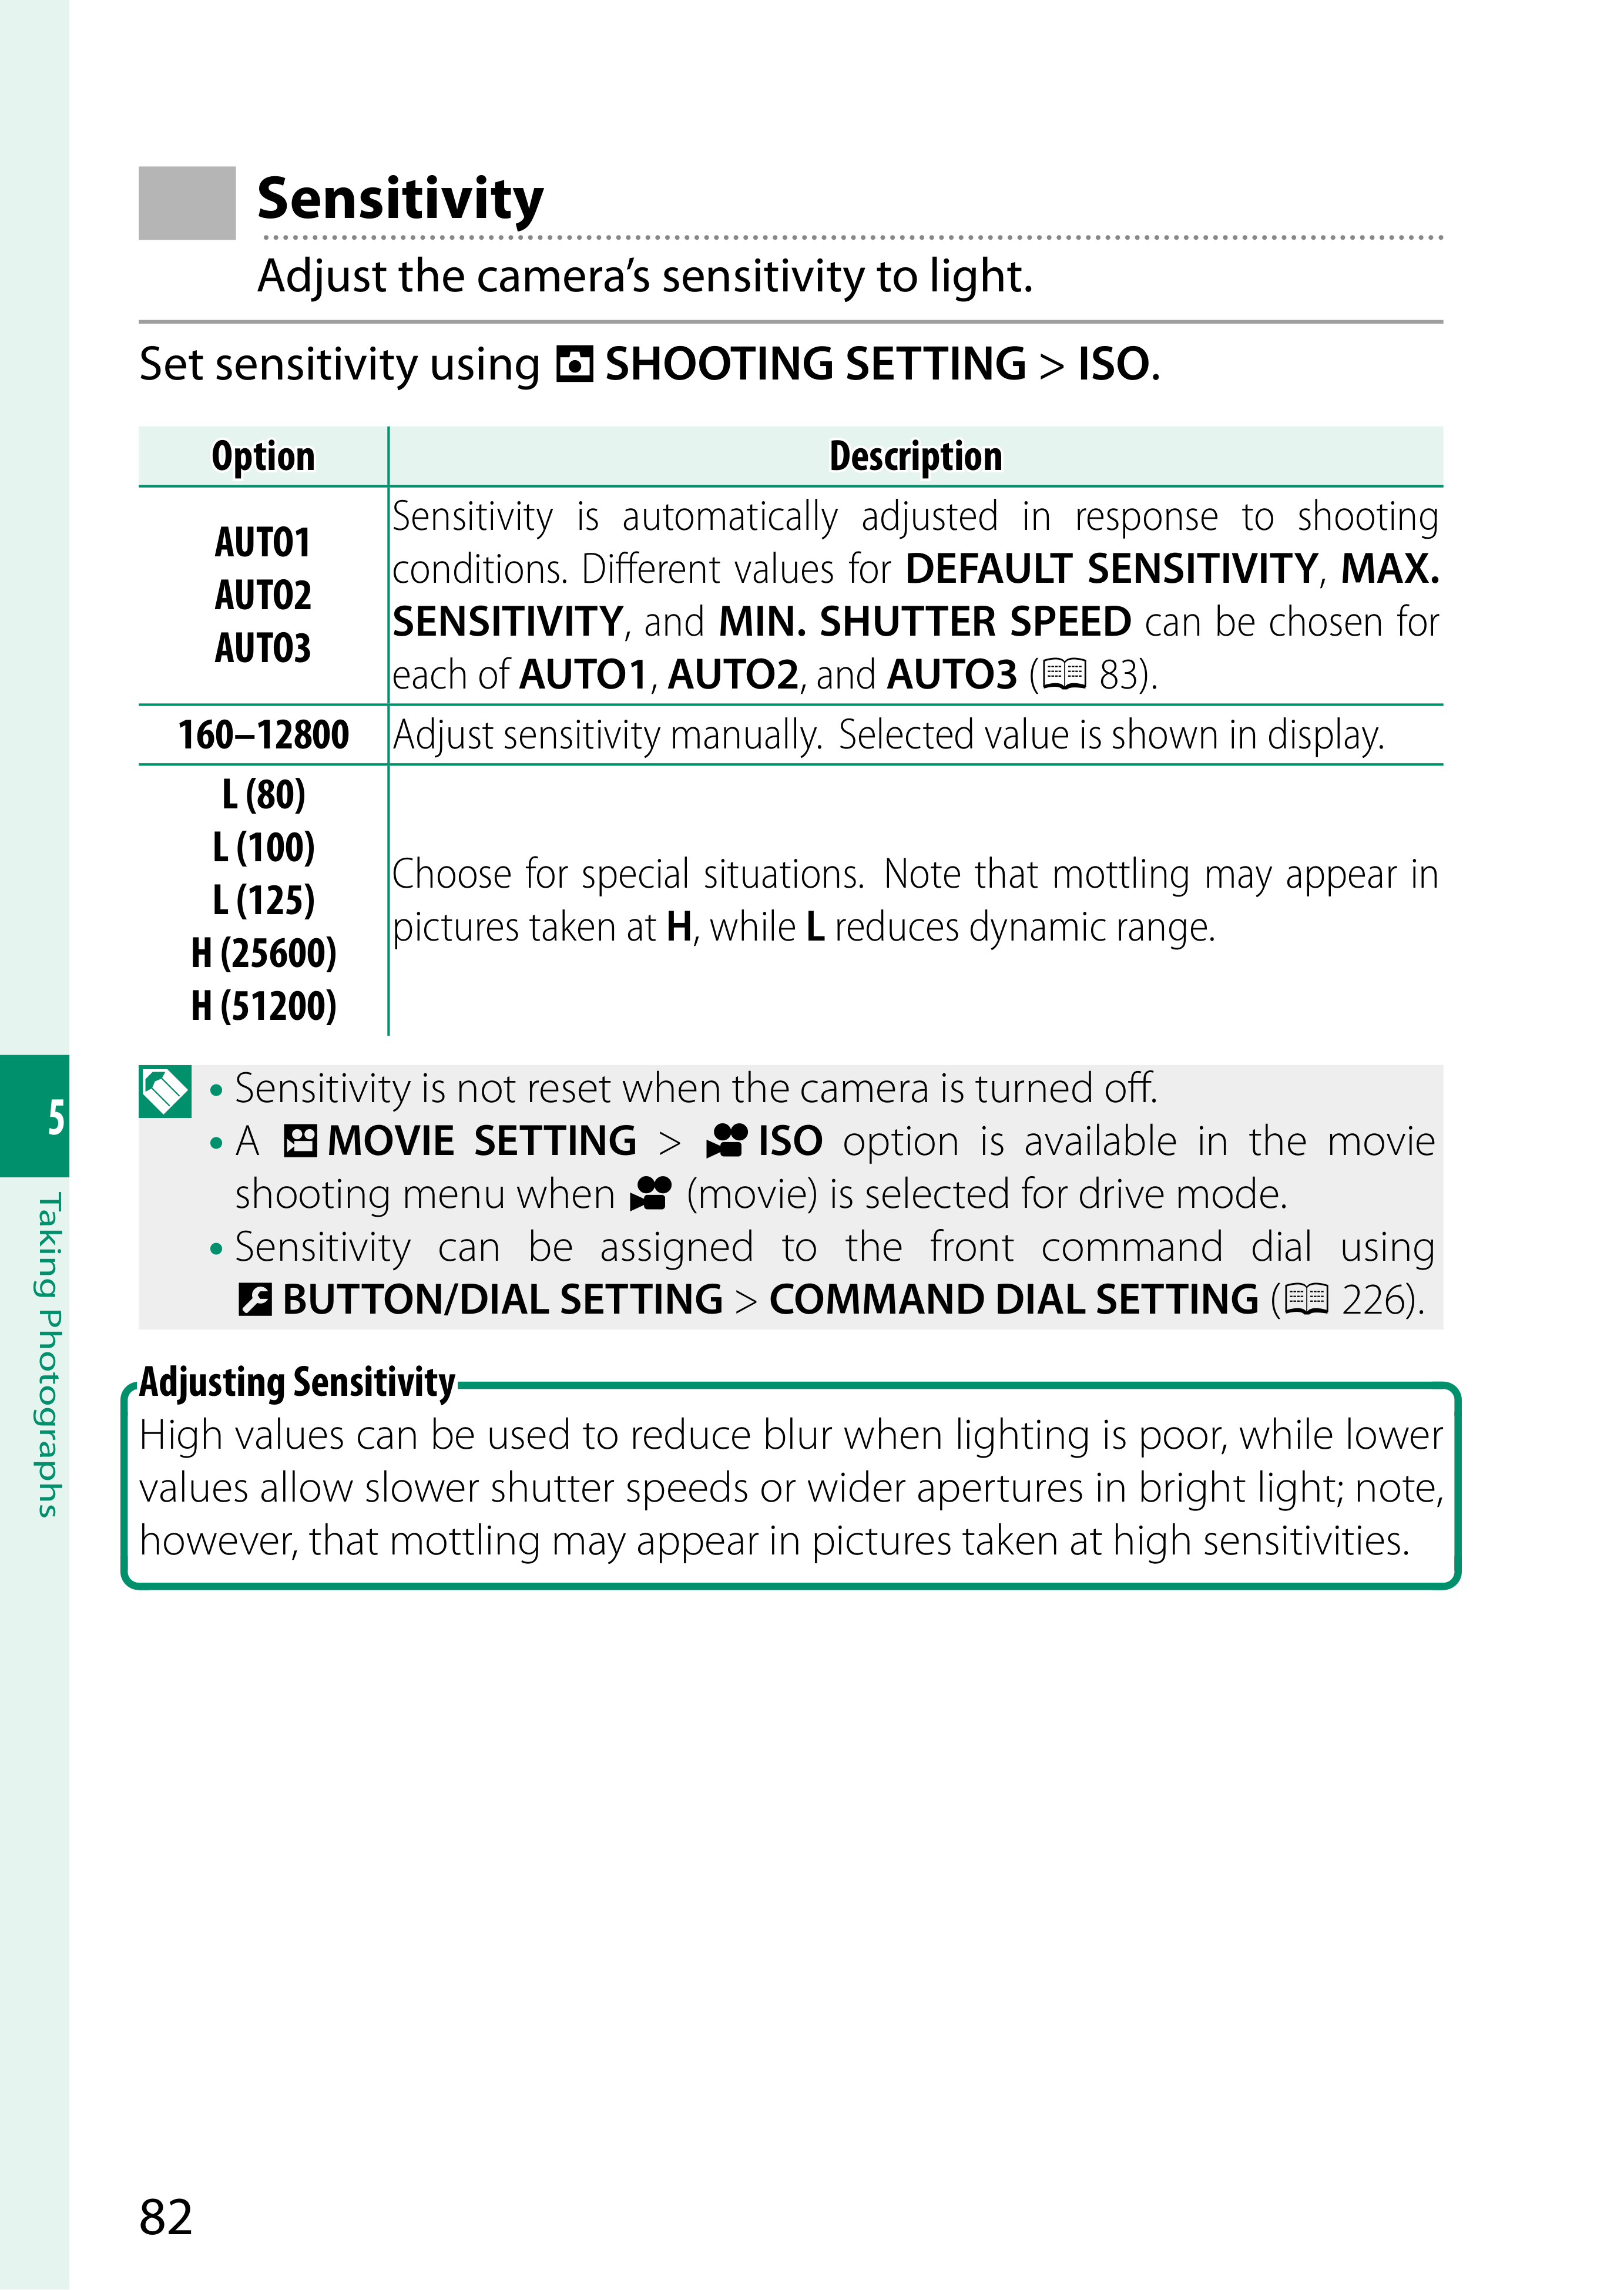 Sensitivity
Adjust the camera’s sensitivity to light.
Set sensitivity using SHOOTING SETTING > ISO.
Option Description
AUTO1
AUTO2
AUTO3
Sensitivity is automatically adjusted in response to shooting
conditions. Different values for DEFAULT SENSITIVITY, MAX.
SENSITIVITY, and MIN. SHUTTER SPEED can be chosen for
each of AUTO1, AUTO2, and AUTO3 ( 83).
160–12800 Adjust sensitivity manually. Selected value is shown in display.
L (80)
L (100)
L (125)
H (25600)
H (51200)
Choose for special situations. Note that mottling may appear in
pictures taken at H, while L reduces dynamic range.
• Sensitivity is not reset when the camera is turned off.
• A MOVIE SETTING > ISO option is available in the movie
shooting menu when (movie) is selected for drive mode.
• Sensitivity can be assigned to the front command dial using
BUTTON/DIAL SETTING > COMMAND DIAL SETTING ( 226).
Adjusting Sensitivity
High values can be used to reduce blur when lighting is poor, while lower
values allow slower shutter speeds or wider apertures in bright light; note,
however, that mottling may appear in pictures taken at high sensitivities.
5
Taking Photographs
82